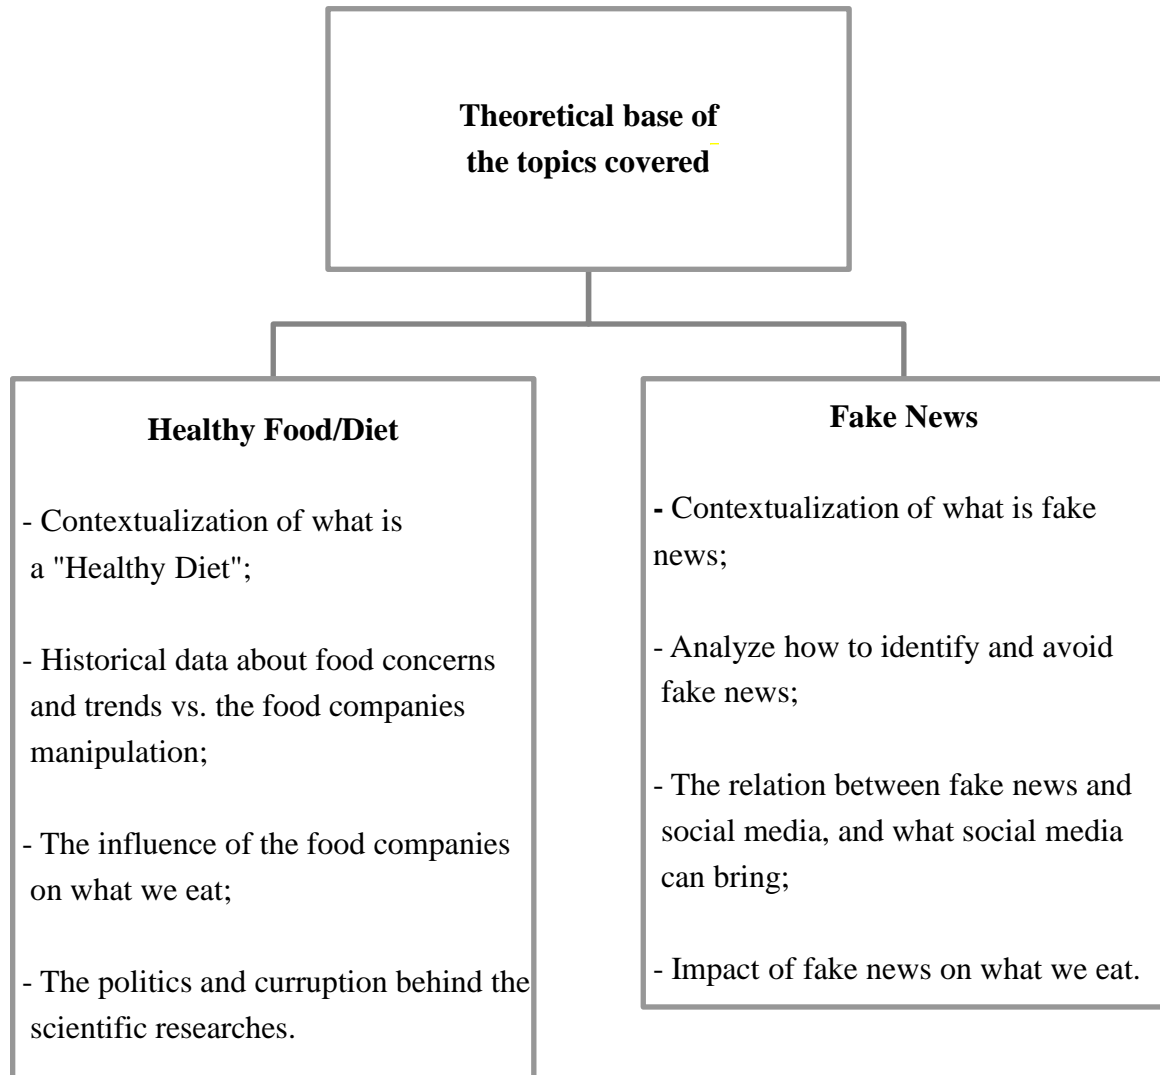 Theoretical base of
the topics covered
Healthy Food/Diet
- Contextualization of what is
a "Healthy Diet";
- Historical data about food concerns
and trends vs. the food companies
manipulation;
- The influence of the food companies
on what we eat;
- The politics and curruption behind the
scientific researches.
Fake News
- Contextualization of what is fake
news;
- Analyze how to identify and avoid
fake news;
- The relation between fake news and
social media, and what social media
can bring;
- Impact of fake news on what we eat.